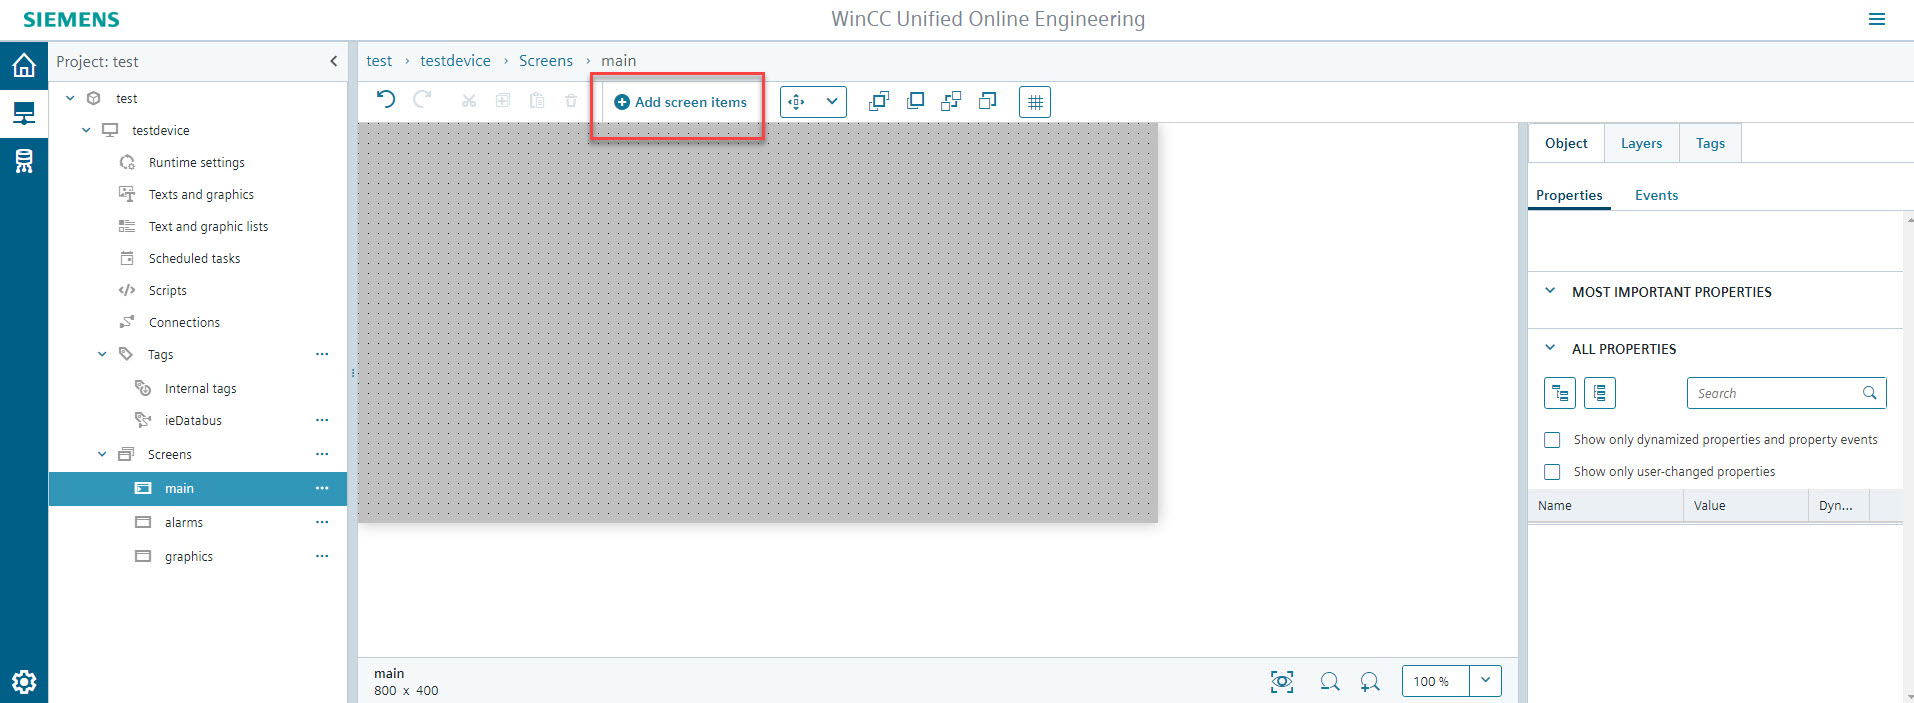 SIEMENS
WinCC Unified Online Engineering
Project: test
test › testdevice › Screens › main
Add screen items
test
testdevice
Runtime settings
Texts and graphics
Text and graphic lists
Scheduled tasks
Scripts
Connections
Tags
Internal tags
ieDatabus
Screens
main
alarms
graphics
main
800 x 400
100 %
Object Layers Tags
Properties Events
MOST IMPORTANT PROPERTIES
ALL PROPERTIES
Search
Show only dynamized properties and property events
Show only user-changed properties
Name Value Dyn...